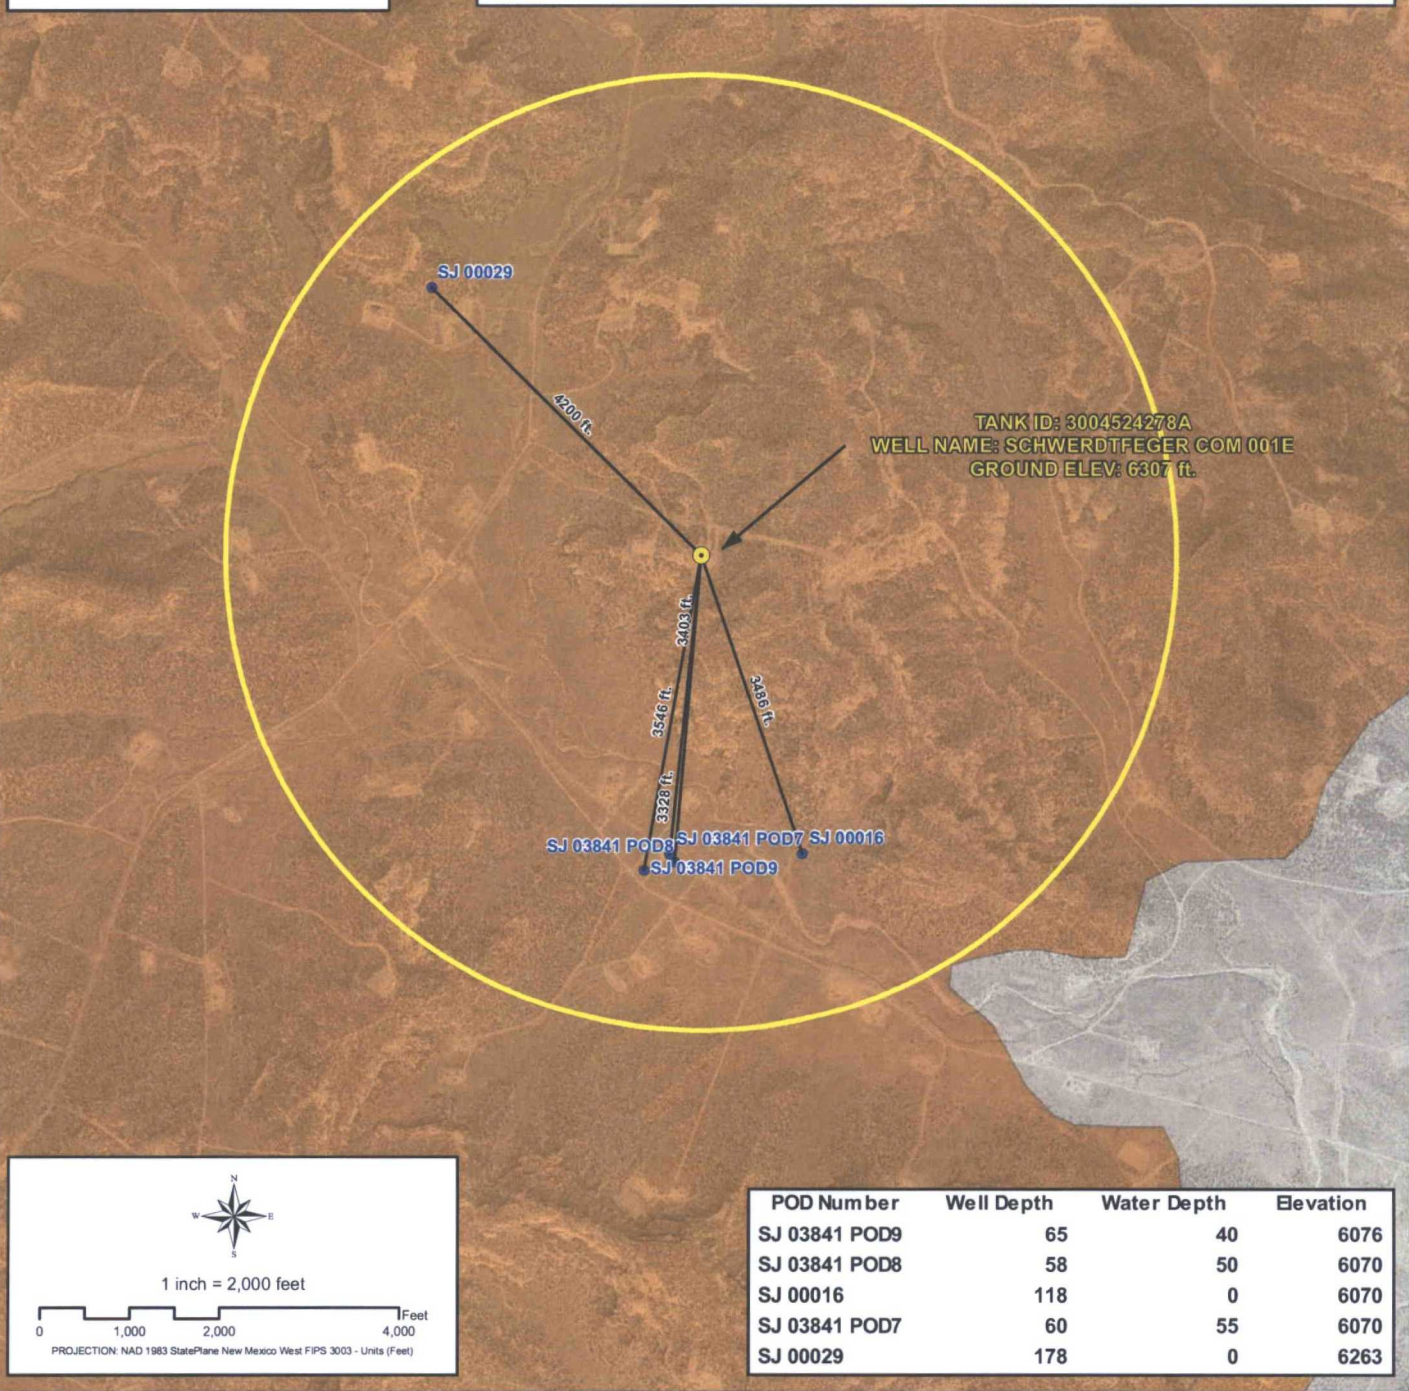 SJ 00029
4200 ft.
TANK ID: 3004524278A
WELL NAME: SCHWERDTFEGER COM 001E
GROUND ELEV: 6307 ft.
3403 ft.
3546 ft.
3486 ft.
3328 ft.
SJ 03841 POD8
SJ 03841 POD7
SJ 00016
SJ 03841 POD9
N
W E
S
1 inch = 2,000 feet
Feet
0 1,000 2,000 4,000
PROJECTION: NAD 1983 StatePlane New Mexico West FIPS 3003 - Units (Feet)
POD Number Well Depth Water Depth Elevation
SJ 03841 POD9 65 40 6076
SJ 03841 POD8 58 50 6070
SJ 00016 118 0 6070
SJ 03841 POD7 60 55 6070
SJ 00029 178 0 6263